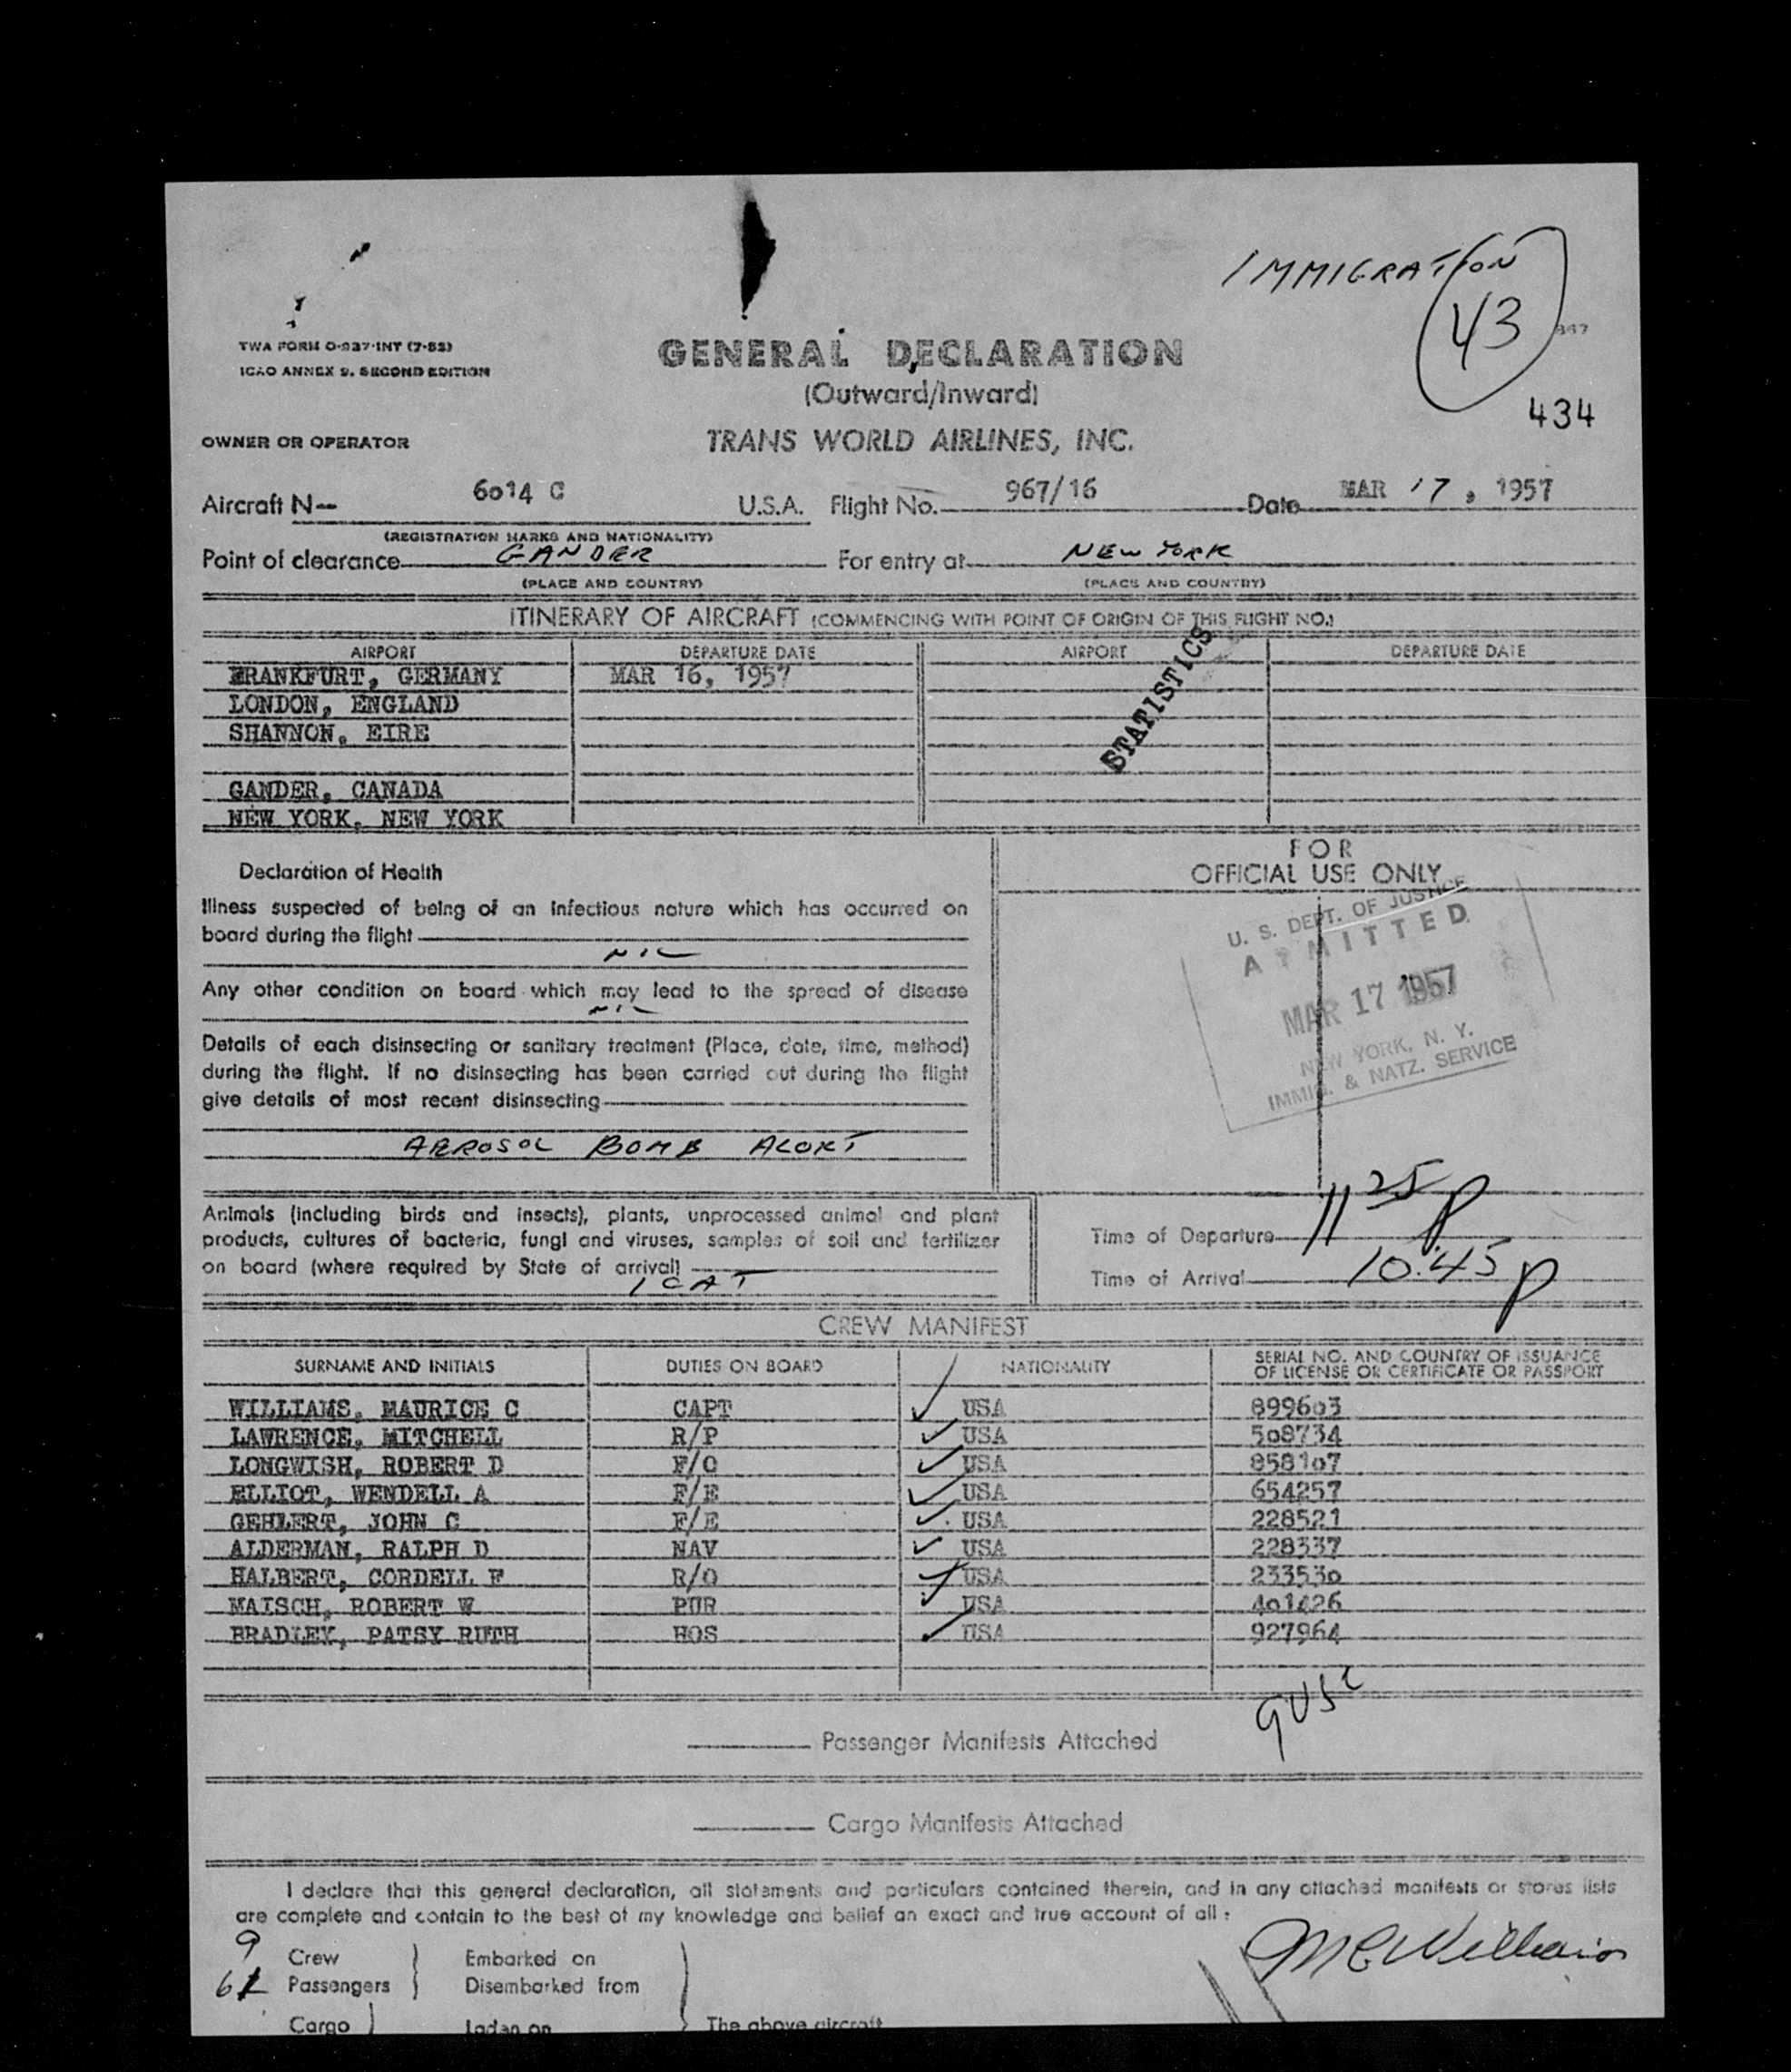 IMMIGRATION
43
967
TWA FORM O-937-INT (7-52)
ICAO ANNEX 9. SECOND EDITION
GENERAL DECLARATION
(Outward/Inward)
434
OWNER OR OPERATOR TRANS WORLD AIRLINES, INC.
Aircraft N— 6014 C U.S.A. Flight No. 967/16 Date MAR 17, 1957
(REGISTRATION MARKS AND NATIONALITY)
Point of clearance GANDER For entry at NEW YORK
(PLACE AND COUNTRY) (PLACE AND COUNTRY)
ITINERARY OF AIRCRAFT (COMMENCING WITH POINT OF ORIGIN OF THIS FLIGHT NO.)
AIRPORT DEPARTURE DATE AIRPORT DEPARTURE DATE
FRANKFURT, GERMANY MAR 16, 1957
LONDON, ENGLAND
SHANNON, EIRE
STATISTICS
GANDER, CANADA
NEW YORK, NEW YORK
Declaration of Health
Illness suspected of being of an infectious nature which has occurred on
board during the flight
NIL
Any other condition on board which may lead to the spread of disease
NIL
Details of each disinsecting or sanitary treatment (Place, date, time, method)
during the flight. If no disinsecting has been carried out during the flight
give details of most recent disinsecting
AEROSOL BOMB
FOR
OFFICIAL USE ONLY
U. S. DEPT. OF JUSTICE
ADMITTED
MAR 17 1957
NEW YORK, N. Y.
IMMIG. & NATZ. SERVICE
Animals (including birds and insects), plants, unprocessed animal and plant
products, cultures of bacteria, fungi and viruses, samples of soil and fertilizer
on board (where required by State of arrival)
1 CAT
Time of Departure 11 25 p
Time of Arrival 10:45 p
CREW MANIFEST
SURNAME AND INITIALS DUTIES ON BOARD NATIONALITY SERIAL NO. AND COUNTRY OF ISSUANCE
OF LICENSE OR CERTIFICATE OR PASSPORT
WILLIAMS, MAURICE C CAPT USA 899603
LAWRENCE, MITCHELL R/P USA 508734
LONGWISH, ROBERT D F/O USA 858107
ELLIOT, WENDELL A F/E USA 654257
GEHLERT, JOHN C F/E USA 228521
ALDERMAN, RALPH D NAV USA 228337
HALBERT, CORDELL F R/O USA 233530
MAISCH, ROBERT W PUR USA 401426
BRADLEY, PATSY RUTH HOS USA 927964
9 USC
Passenger Manifests Attached
Cargo Manifests Attached
I declare that this general declaration, all statements and particulars contained therein, and in any attached manifests or stores lists
are complete and contain to the best of my knowledge and belief an exact and true account of all:
9 Crew Embarked on
Passengers Disembarked from
MCWilliams
Cargo Laden on The above aircraft